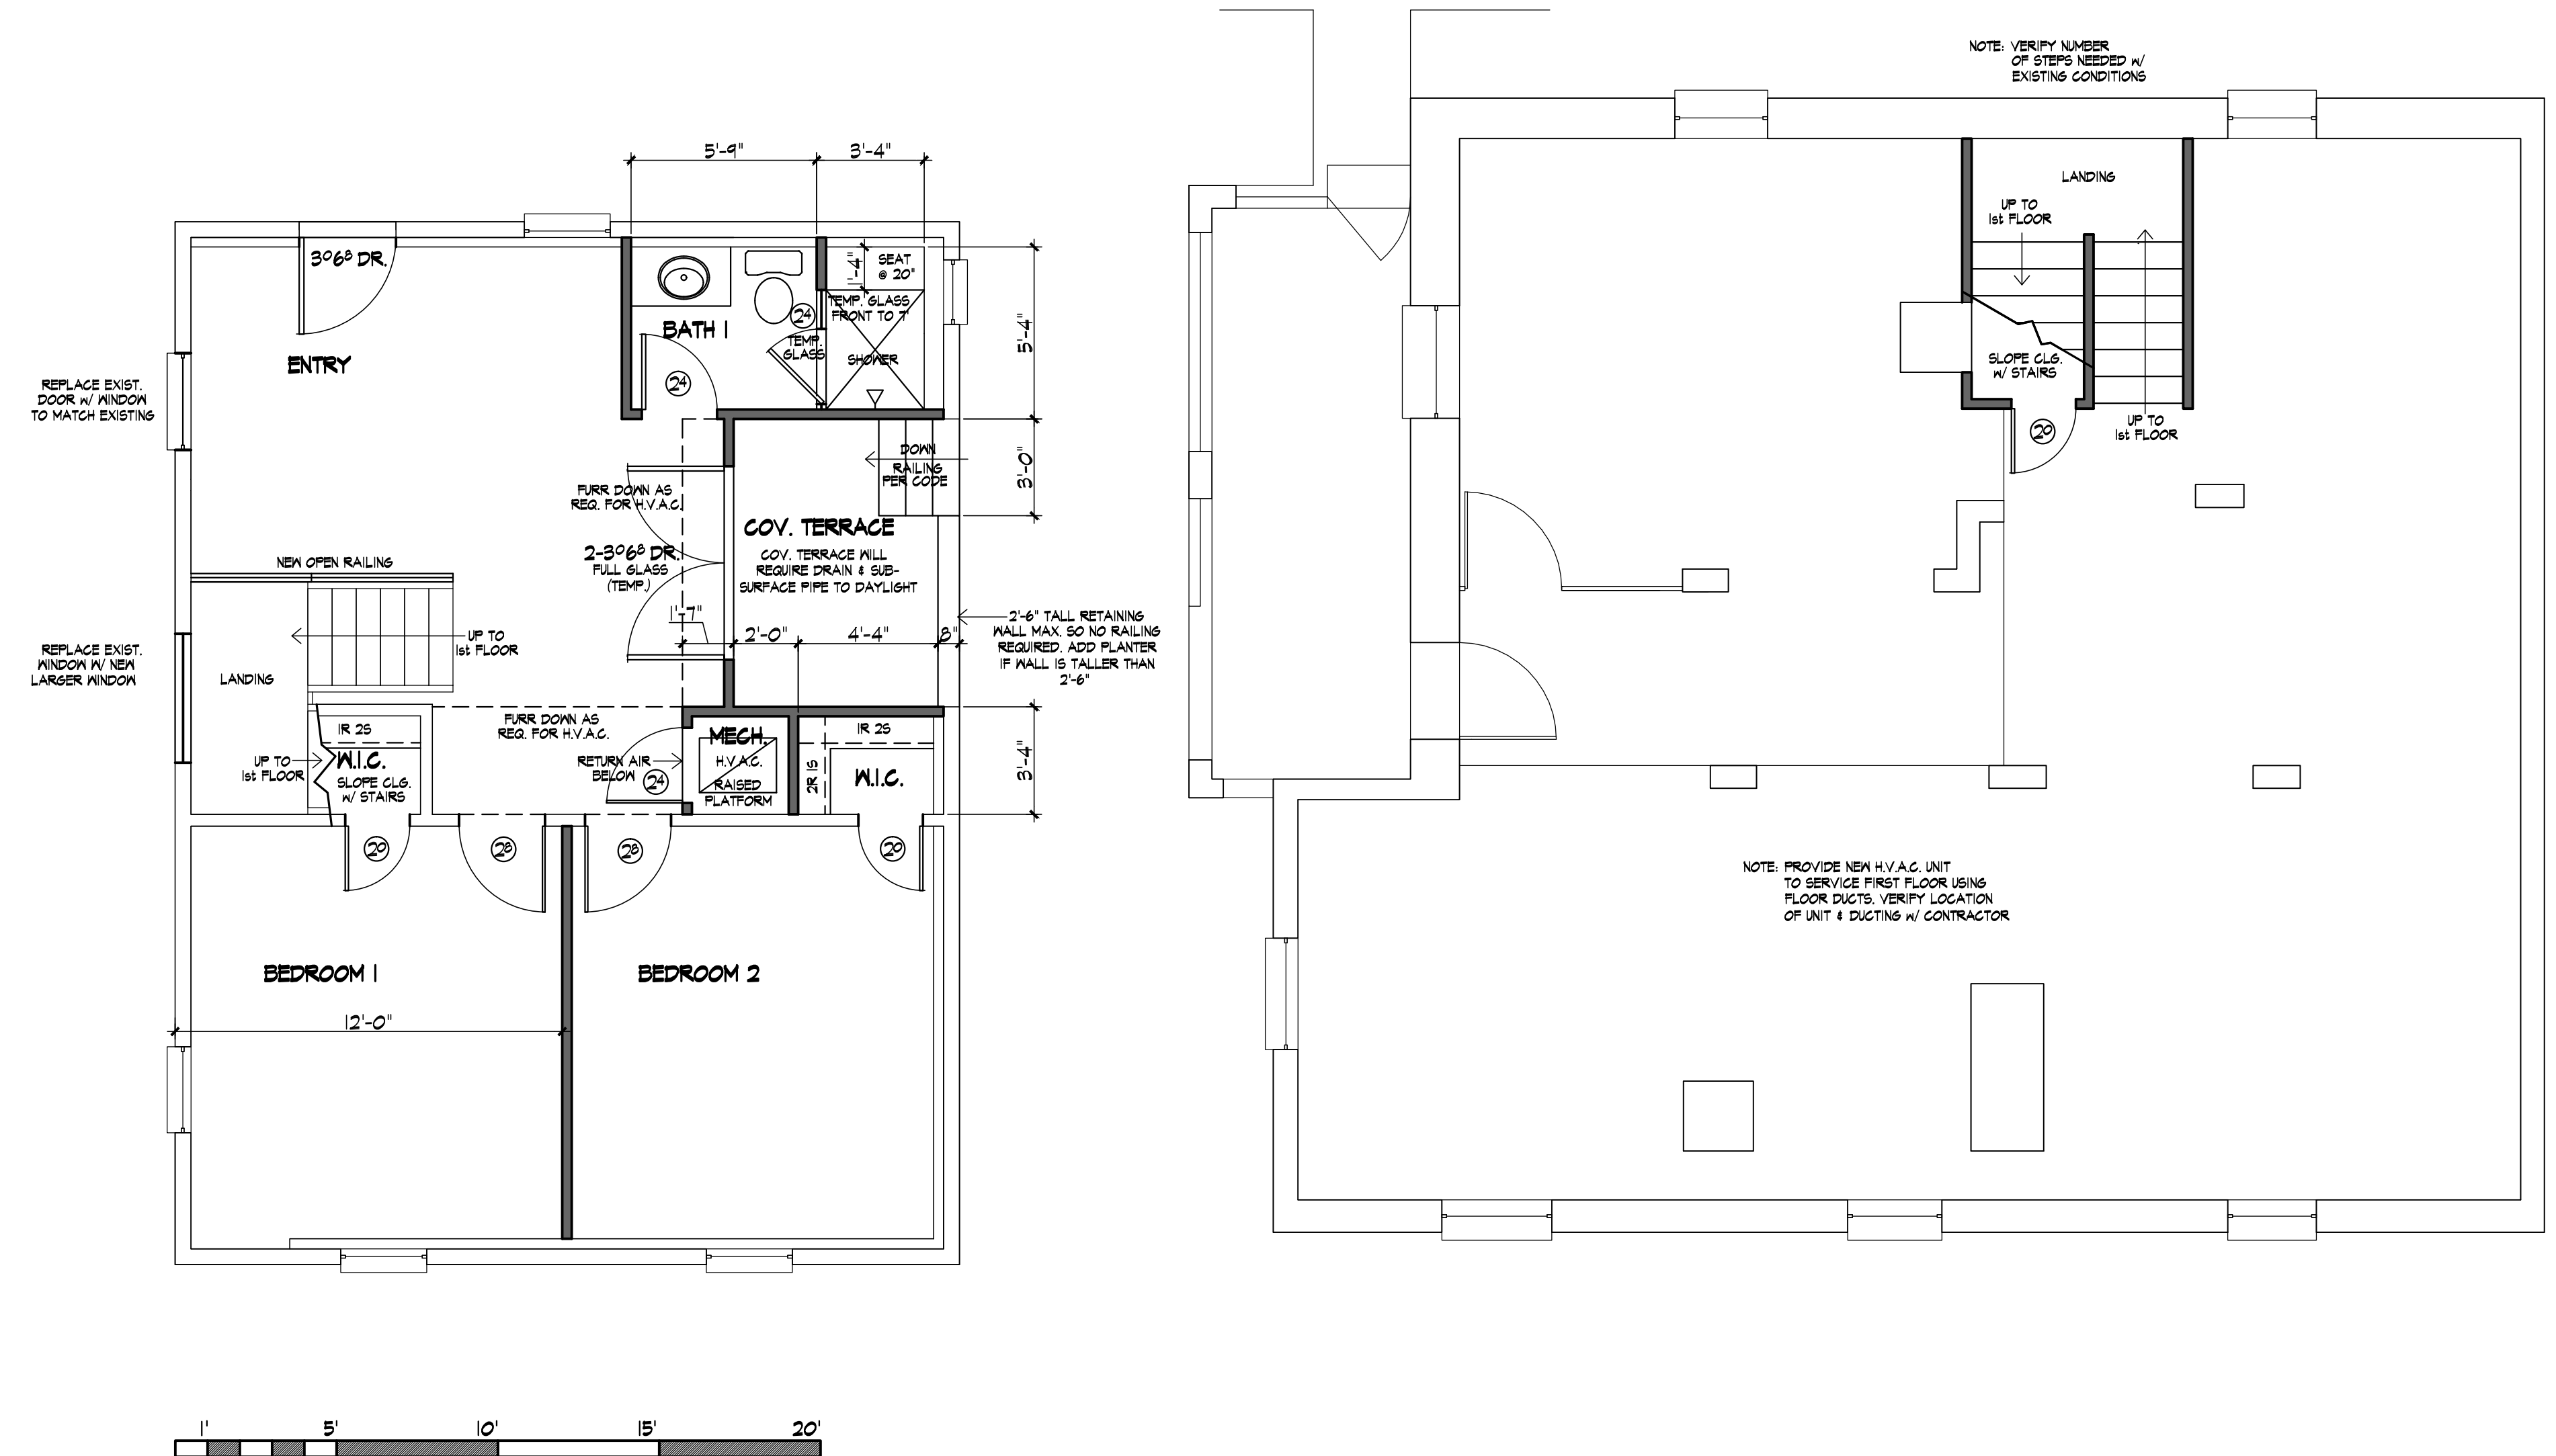 NOTE: VERIFY NUMBER
OF STEPS NEEDED W/
EXISTING CONDITIONS
5'-9"
3'-4"
LANDING
UP TO
1st FLOOR
3068 DR.
1'-4"
SEAT
@ 20"
TEMP. GLASS
FRONT TO 7'
24
BATH 1
TEMP.
GLASS
SHOWER
5'-4"
24
ENTRY
REPLACE EXIST.
DOOR W/ WINDOW
TO MATCH EXISTING
SLOPE CLG.
W/ STAIRS
20
UP TO
1st FLOOR
DOWN
RAILING
PER CODE
3'-0"
FURR DOWN AS
REQ. FOR H.V.A.C.
COV. TERRACE
COV. TERRACE WILL
REQUIRE DRAIN & SUB-
SURFACE PIPE TO DAYLIGHT
2-3068 DR.
FULL GLASS
(TEMP.)
NEW OPEN RAILING
1'-7"
2'-0"
4'-4"
8"
2'-6" TALL RETAINING
WALL MAX. SO NO RAILING
REQUIRED. ADD PLANTER
IF WALL IS TALLER THAN
2'-6"
UP TO
1st FLOOR
REPLACE EXIST.
WINDOW W/ NEW
LARGER WINDOW
LANDING
FURR DOWN AS
REQ. FOR H.V.A.C.
1R 2S
W.I.C.
SLOPE CLG.
W/ STAIRS
UP TO
1st FLOOR
RETURN AIR
BELOW
24
MECH.
H.V.A.C.
RAISED
PLATFORM
1R 2S
2R 1S
W.I.C.
3'-4"
20
28
28
20
NOTE: PROVIDE NEW H.V.A.C. UNIT
TO SERVICE FIRST FLOOR USING
FLOOR DUCTS. VERIFY LOCATION
OF UNIT & DUCTING W/ CONTRACTOR
BEDROOM 1
BEDROOM 2
12'-0"
1'
5'
10'
15'
20'